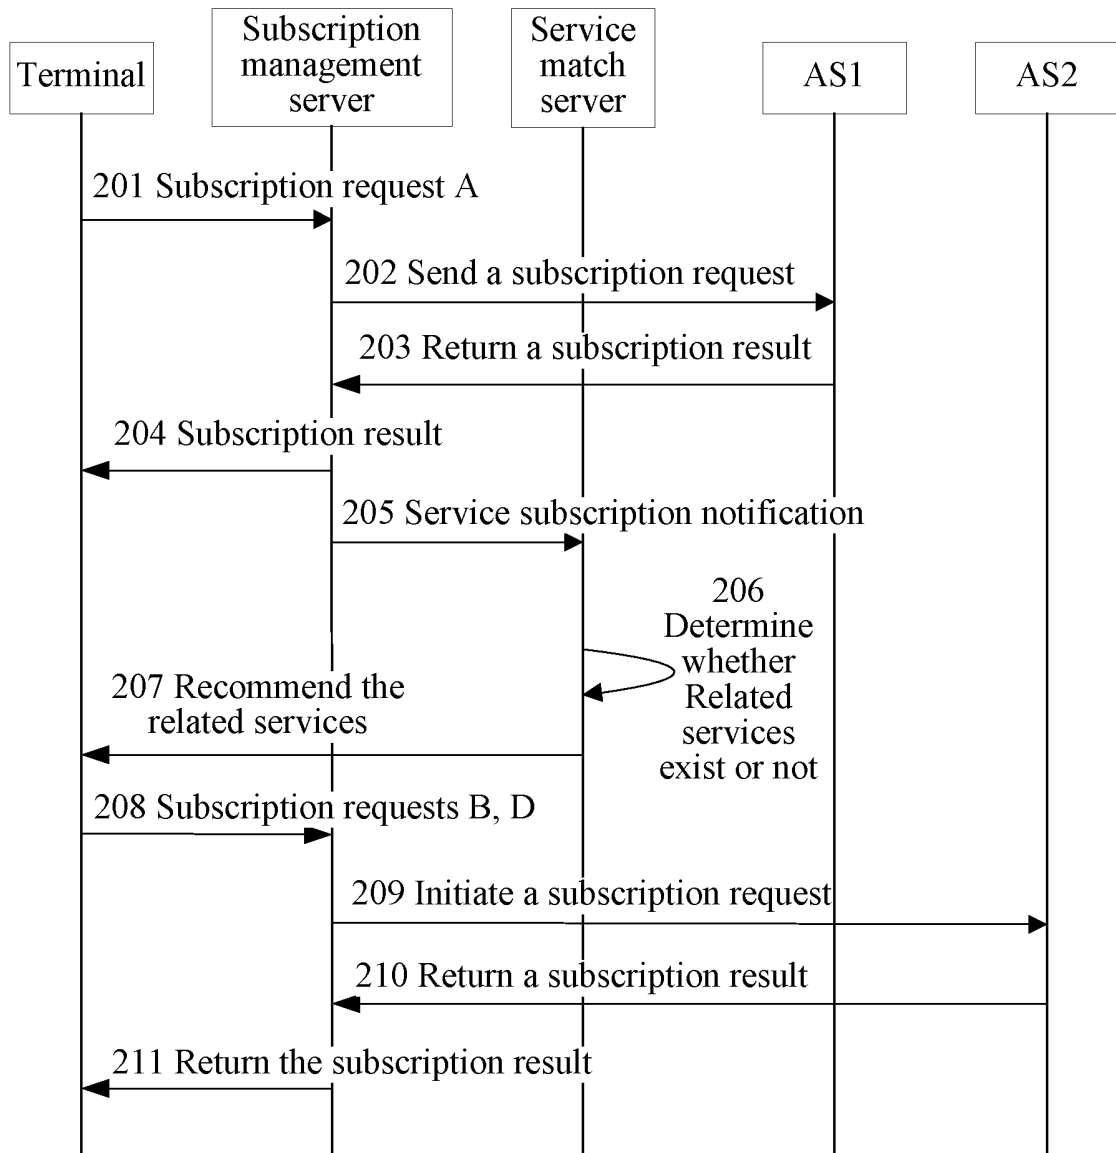 Terminal
Subscription
management
server
Service
match
server
AS1
AS2
201 Subscription request A
202 Send a subscription request
203 Return a subscription result
204 Subscription result
205 Service subscription notification
206
Determine
whether
Related
services
exist or not
207 Recommend the
related services
208 Subscription requests B, D
209 Initiate a subscription request
210 Return a subscription result
211 Return the subscription result